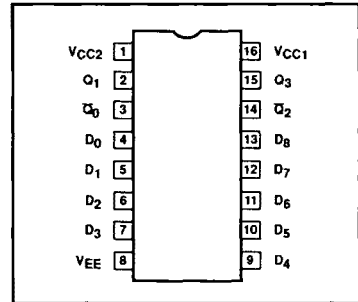 VCC2 1 16 VCC1
Q1 2 15 Q3
Q̅0 3 14 Q̅2
D0 4 13 D8
D1 5 12 D7
D2 6 11 D6
D3 7 10 D5
VEE 8 9 D4